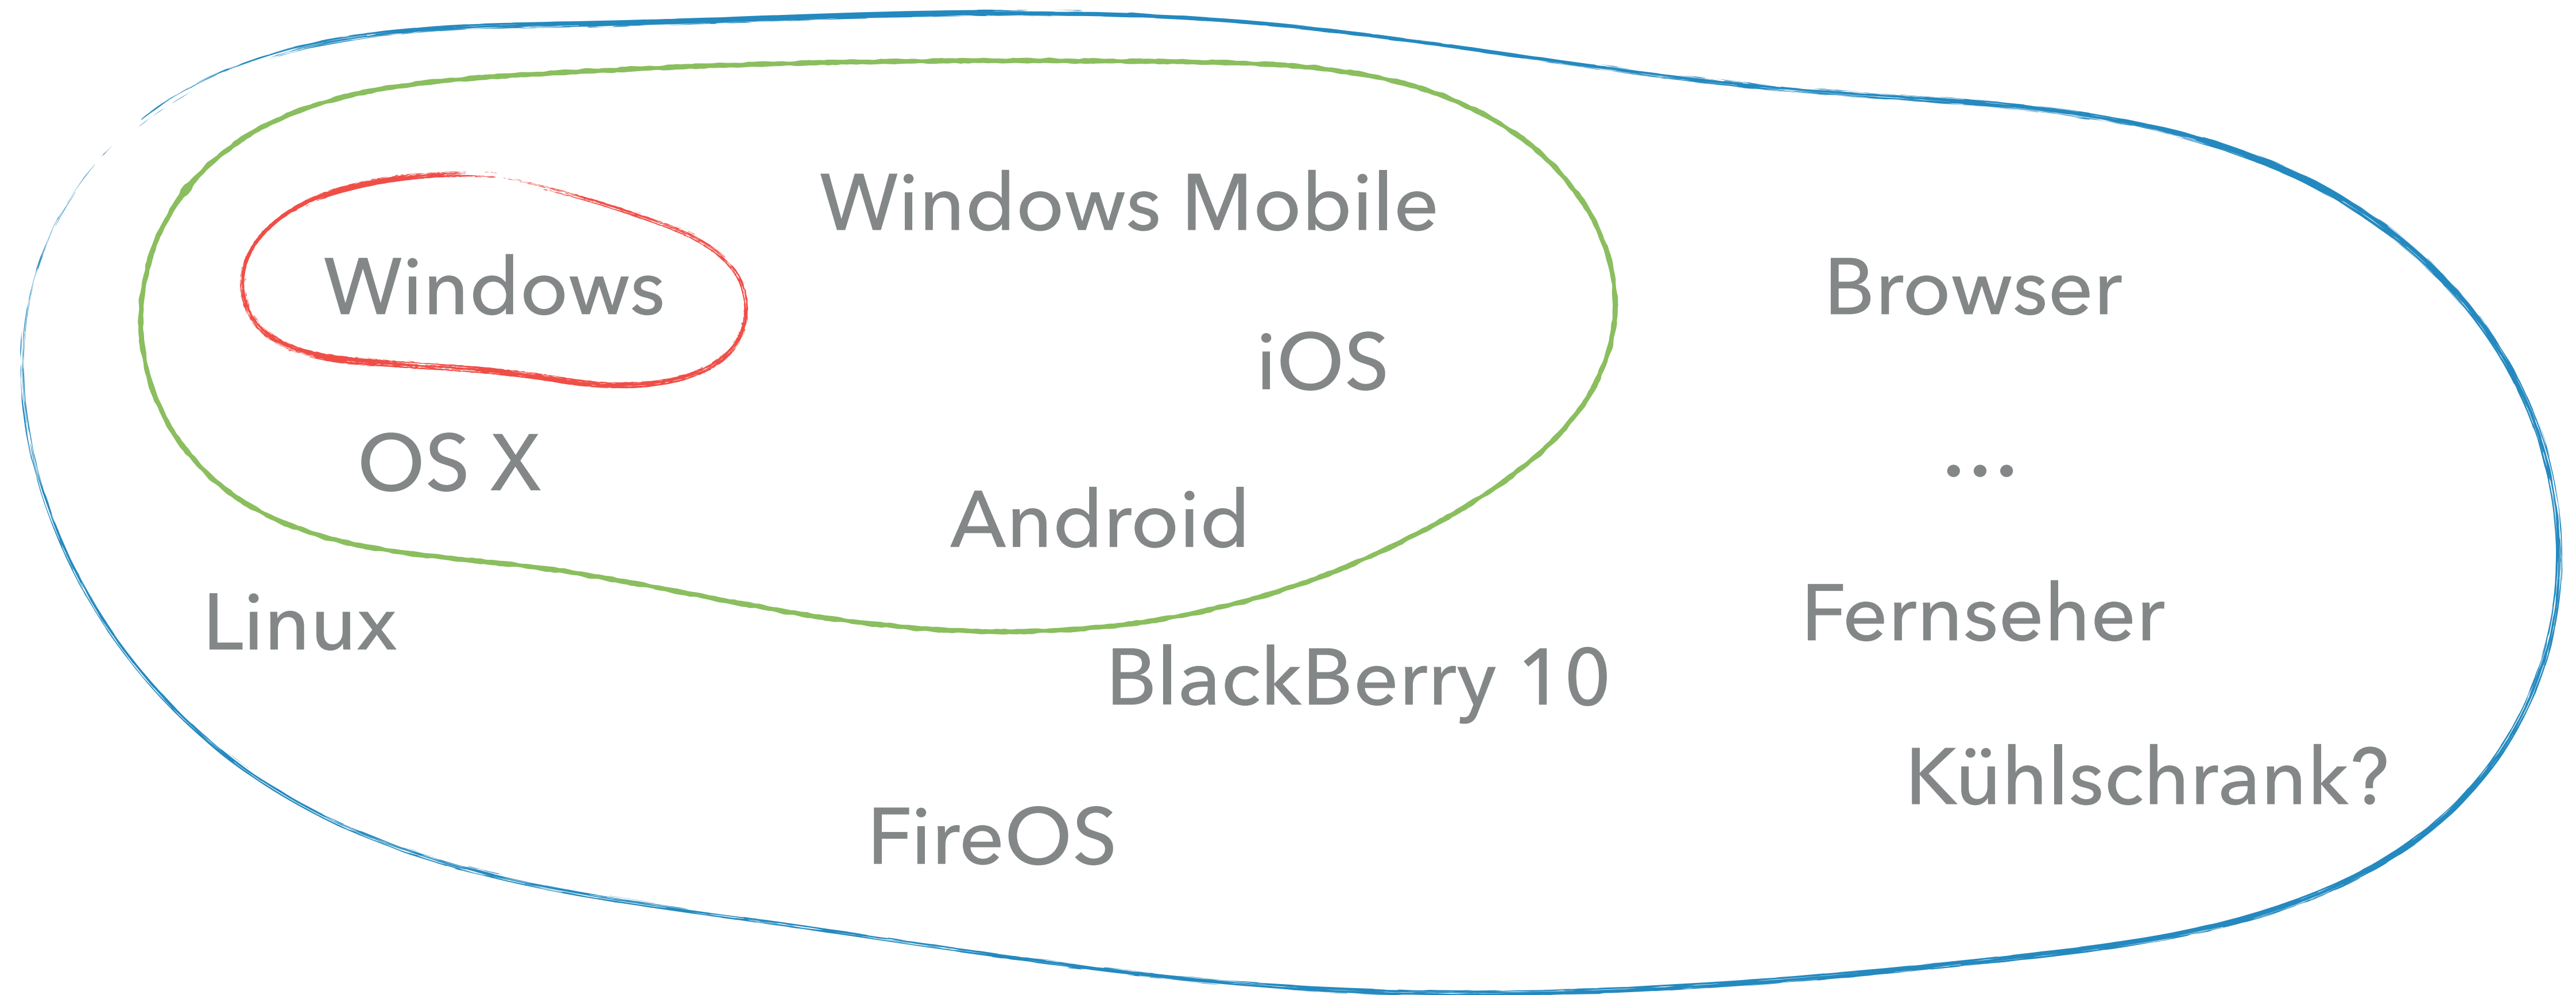 Windows Mobile
Windows
Browser
iOS
OS X
...
Android
Linux
Fernseher
BlackBerry 10
Kühlschrank?
FireOS